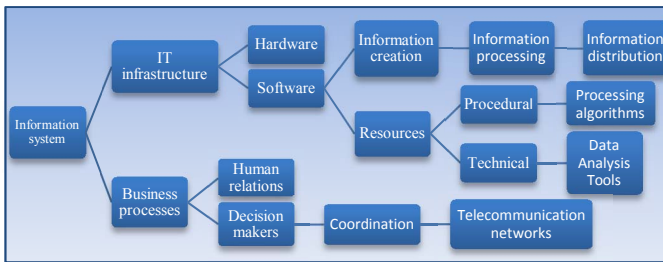 Information
system
IT
infrastructure
Hardware
Software
Information
creation
Information
processing
Information
distribution
Resources
Procedural
Processing
algorithms
Technical
Data
Analysis
Tools
Business
processes
Human
relations
Decision
makers
Coordination
Telecommunication
networks